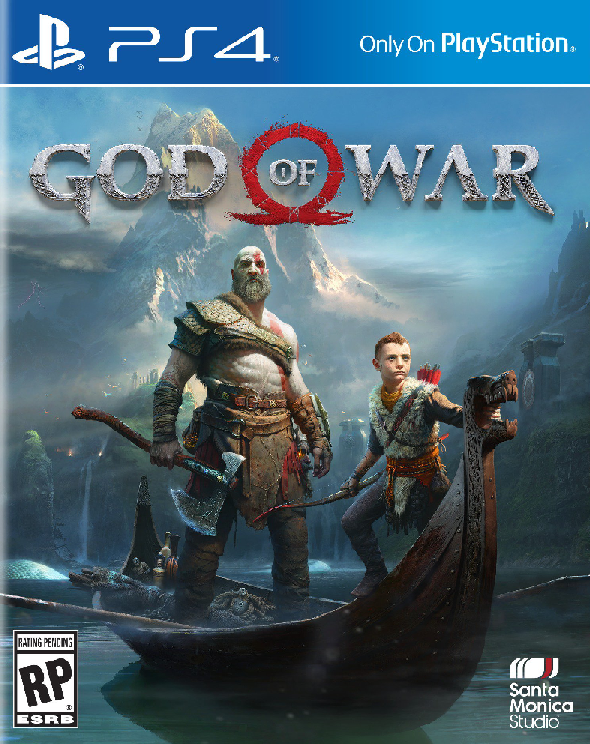 PS4
Only On PlayStation®
GOD OF WAR
RATING PENDING
RP
ESRB
Santa
Monica
Studio